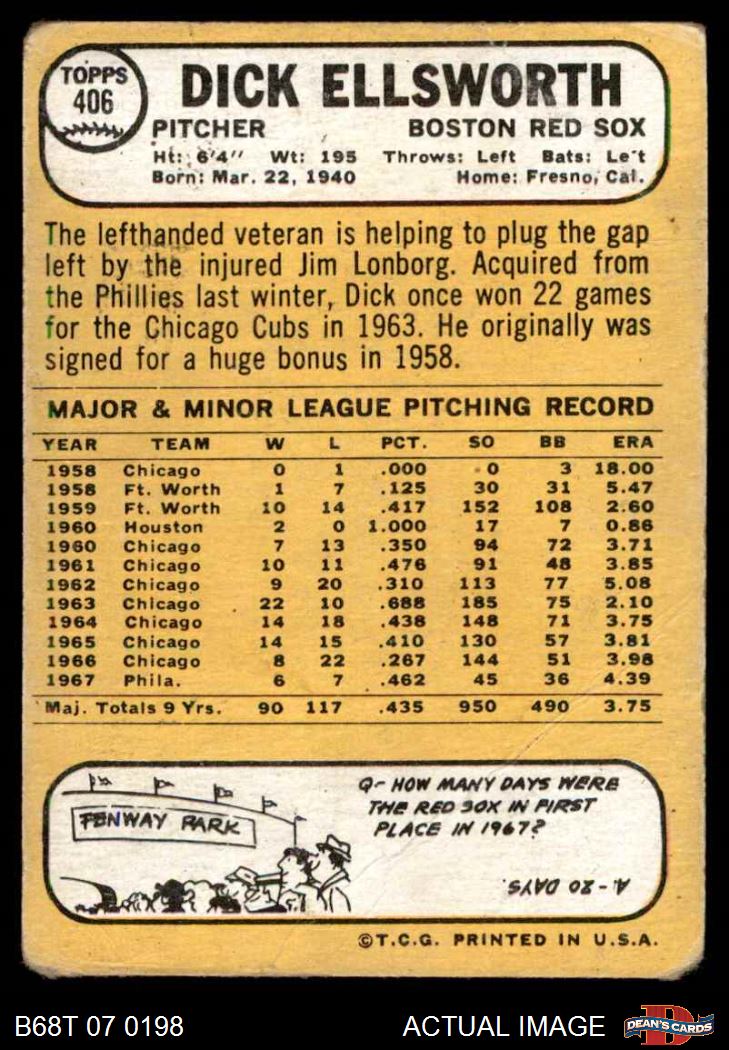 TOPPS
406
DICK ELLSWORTH
PITCHER BOSTON RED SOX
Ht: 6'4" Wt: 195 Throws: Left Bats: Le't
Born: Mar. 22, 1940 Home: Fresno, Cal.
The lefthanded veteran is helping to plug the gap
left by the injured Jim Lonborg. Acquired from
the Phillies last winter, Dick once won 22 games
for the Chicago Cubs in 1963. He originally was
signed for a huge bonus in 1958.
MAJOR & MINOR LEAGUE PITCHING RECORD
YEAR TEAM W L PCT. SO BB ERA
1958 Chicago 0 1 .000 0 3 18.00
1958 Ft. Worth 1 7 .125 30 31 5.47
1959 Ft. Worth 10 14 .417 152 108 2.60
1960 Houston 2 0 1.000 17 7 0.86
1960 Chicago 7 13 .350 94 72 3.71
1961 Chicago 10 11 .476 91 48 3.85
1962 Chicago 9 20 .310 113 77 5.08
1963 Chicago 22 10 .688 185 75 2.10
1964 Chicago 14 18 .438 148 71 3.75
1965 Chicago 14 15 .410 130 57 3.81
1966 Chicago 8 22 .267 144 51 3.98
1967 Phila. 6 7 .462 45 36 4.39
Maj. Totals 9 Yrs. 90 117 .435 950 490 3.75
FENWAY PARK
Q- HOW MANY DAYS WERE
THE RED SOX IN FIRST
PLACE IN 1967?
A- 20 DAYS.
©T.C.G. PRINTED IN U.S.A.
B68T 07 0198 ACTUAL IMAGE
DEAN'S CARDS